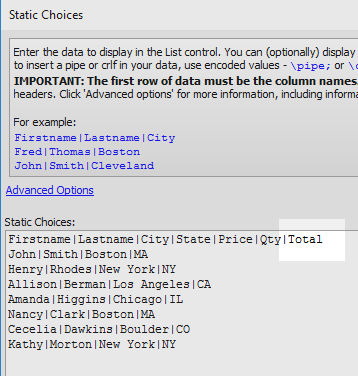 Static Choices
Enter the data to display in the List control. You can (optionally) display
to insert a pipe or crlf in your data, use encoded values - \pipe; or
IMPORTANT: The first row of data must be the column names.
headers. Click 'Advanced options' for more information, including informa
For example:
Firstname|Lastname|City
Fred|Thomas|Boston
John|Smith|Cleveland
Advanced Options
Static Choices:
Firstname|Lastname|City|State|Price|Qty|Total
John|Smith|Boston|MA
Henry|Rhodes|New York|NY
Allison|Berman|Los Angeles|CA
Amanda|Higgins|Chicago|IL
Nancy|Clark|Boston|MA
Cecelia|Dawkins|Boulder|CO
Kathy|Morton|New York|NY